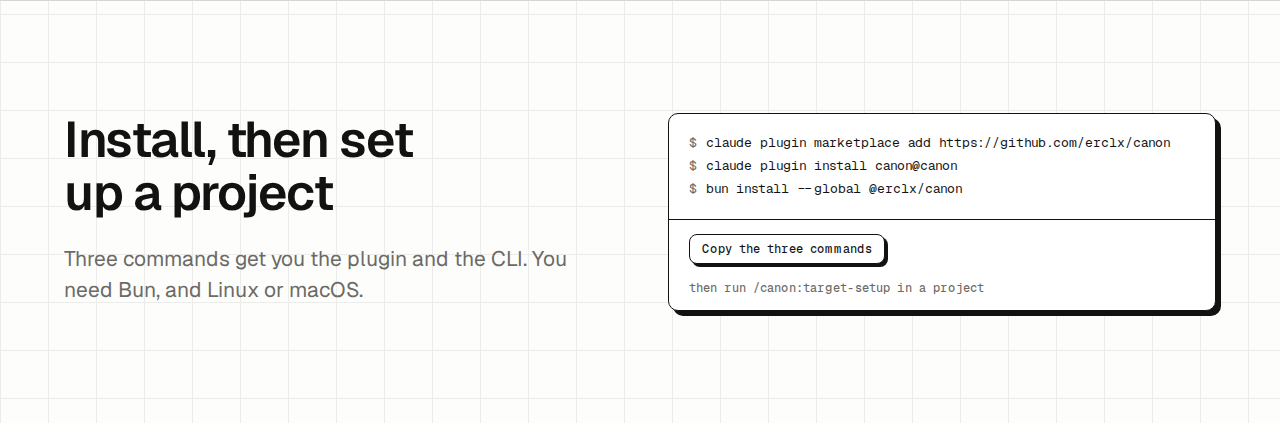 Install, then set
up a project
Three commands get you the plugin and the CLI. You
need Bun, and Linux or macOS.
$ claude plugin marketplace add https://github.com/erclx/canon
$ claude plugin install canon@canon
$ bun install --global @erclx/canon
Copy the three commands
then run /canon:target-setup in a project